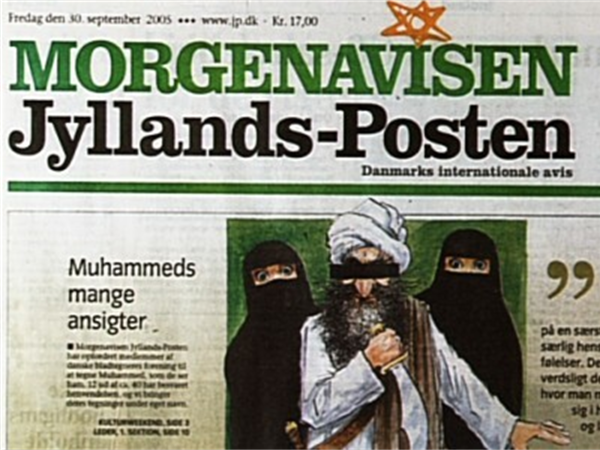 Fredag den 30. september 2005 ••• www.jp.dk · Kr. 17,00
MORGENAVISEN
Jyllands-Posten
Danmarks internationale avis
Muhammeds
mange
ansigter
■ Morgenavisen Jyllands-Posten
har opfordret medlemmer af
danske bladtegneres forening til
at tegne Muhammed, som de ser
ham. 12 ud af ca. 40 har besvaret
henvendelsen, og vi bringer
deres tegninger under eget navn.
KULTURWEEKEND, SIDE 3
LEDER, 1. SEKTION, SIDE 10
”
på en særs
særlig hens
følelser. De
verdsligt d
hvor man m
sig i h
og l